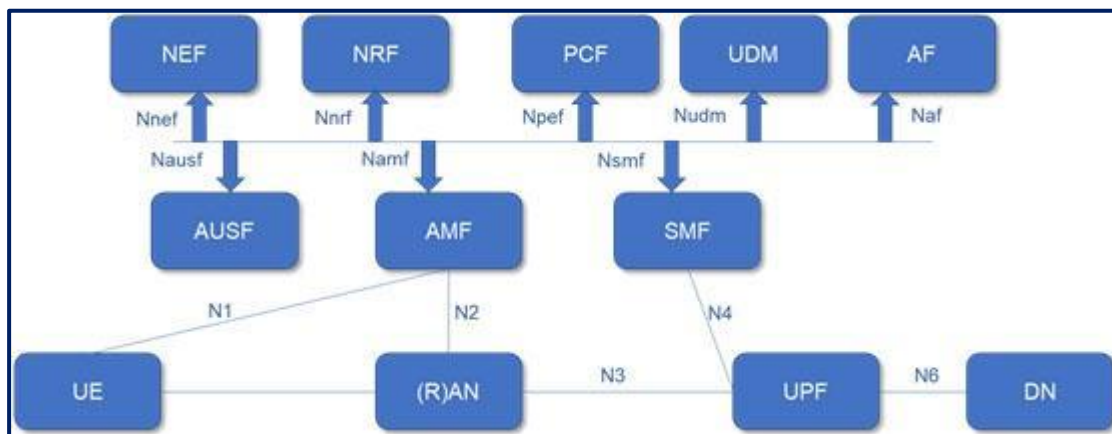 NEF NRF PCF UDM AF
Nnef Nnrf Npef Nudm Naf
Nausf Namf Nsmf
AUSF AMF SMF
N1 N2 N4
UE (R)AN N3 UPF N6 DN